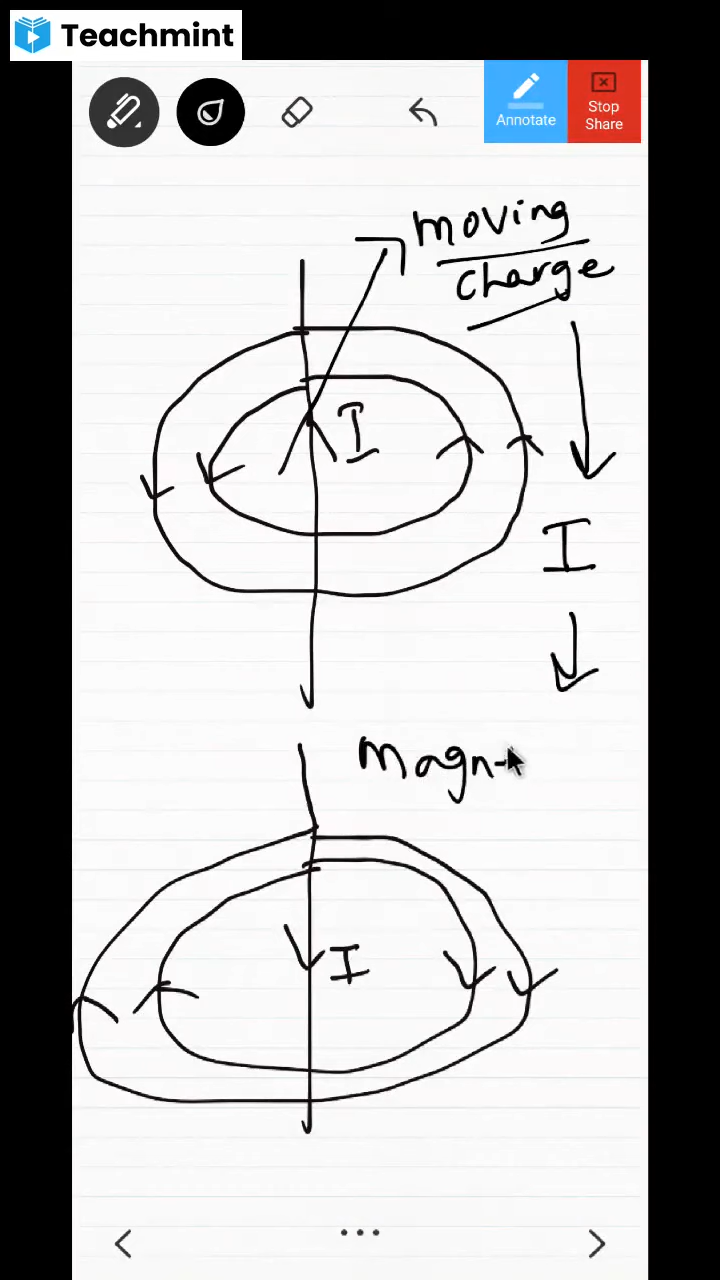 Teachmint
Annotate
Stop
Share
moving
charge
I
I
Magn
I